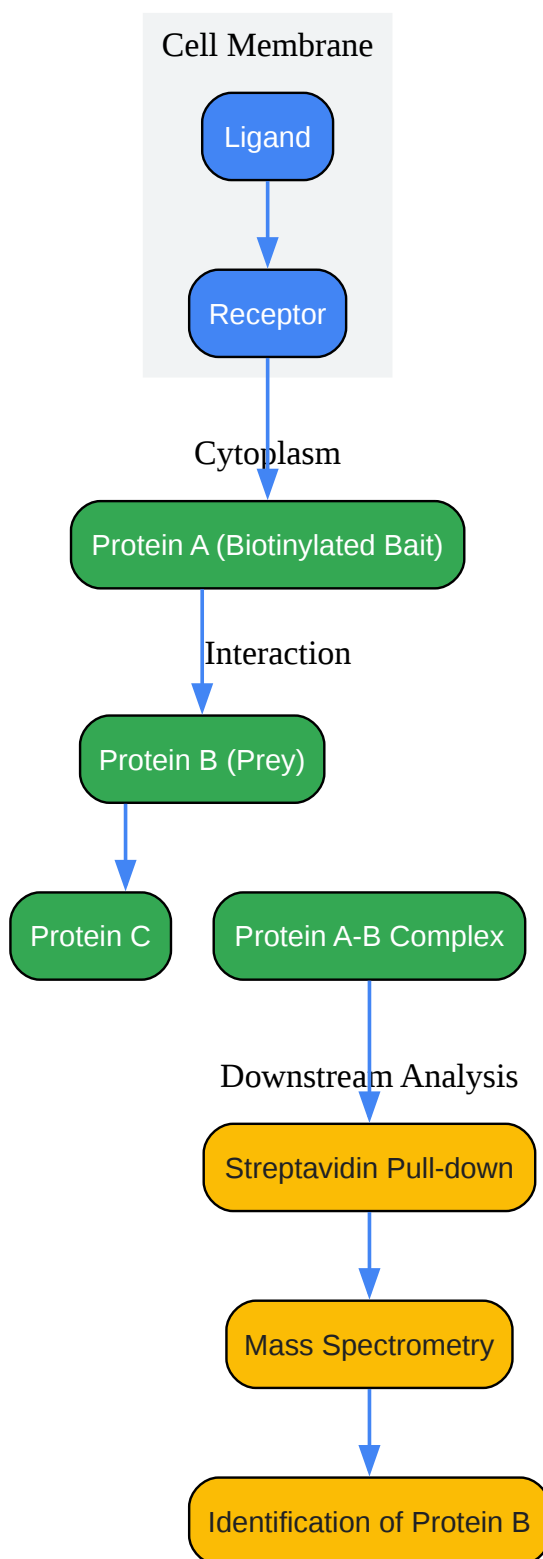 Cell Membrane
Ligand
Receptor
Cytoplasm
Protein A (Biotinylated Bait)
Interaction
Protein B (Prey)
Protein C
Protein A-B Complex
Downstream Analysis
Streptavidin Pull-down
Mass Spectrometry
Identification of Protein B